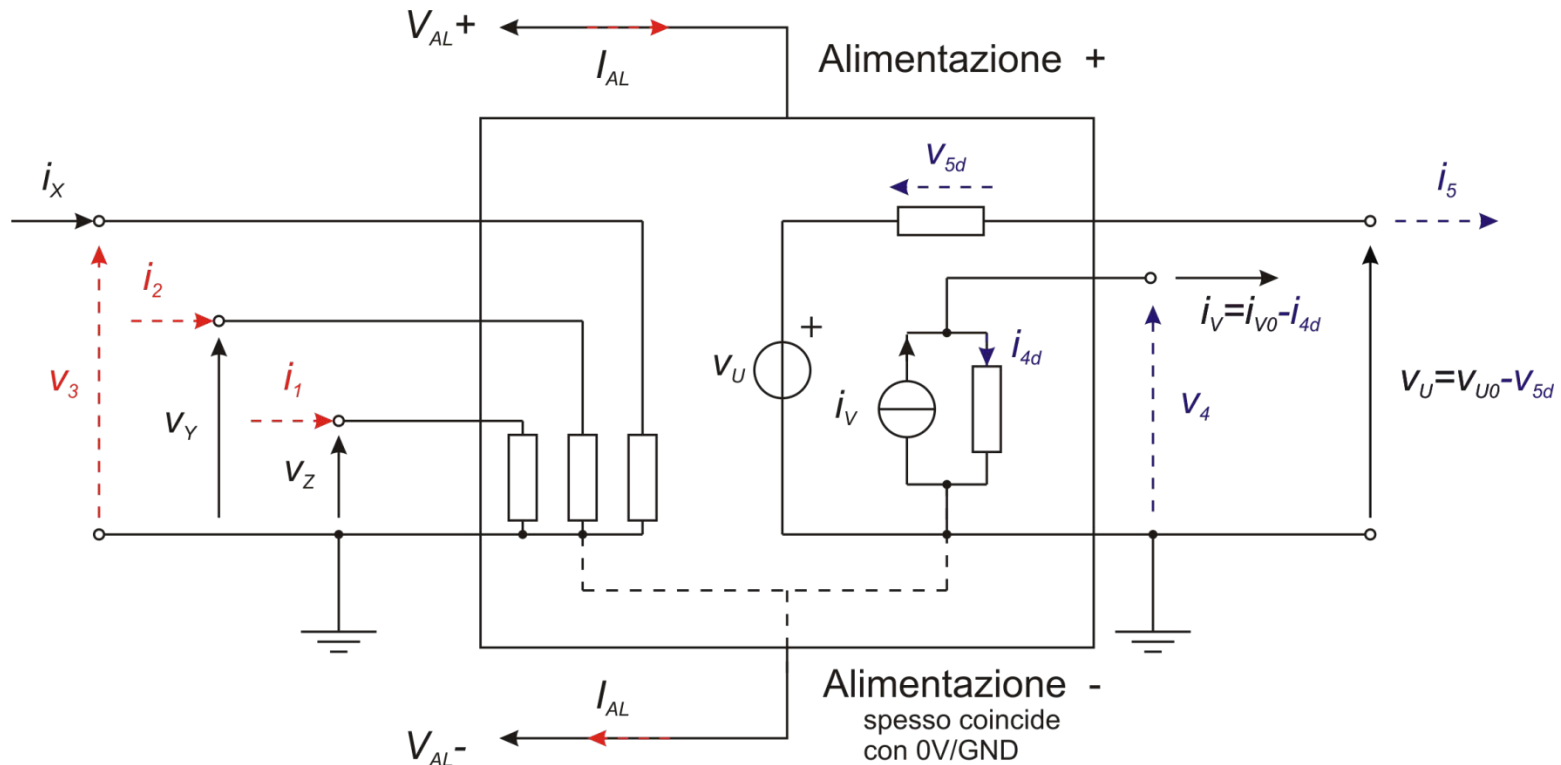 V_AL+
I_AL
Alimentazione +
v_5d
i_X
i_5
i_2
i_V=i_V0-i_4d
+
i_4d
v_U
v_3
i_1
v_4
v_U=v_U0-v_5d
v_Y
i_V
v_Z
Alimentazione -
I_AL
spesso coincide
V_AL-
con 0V/GND